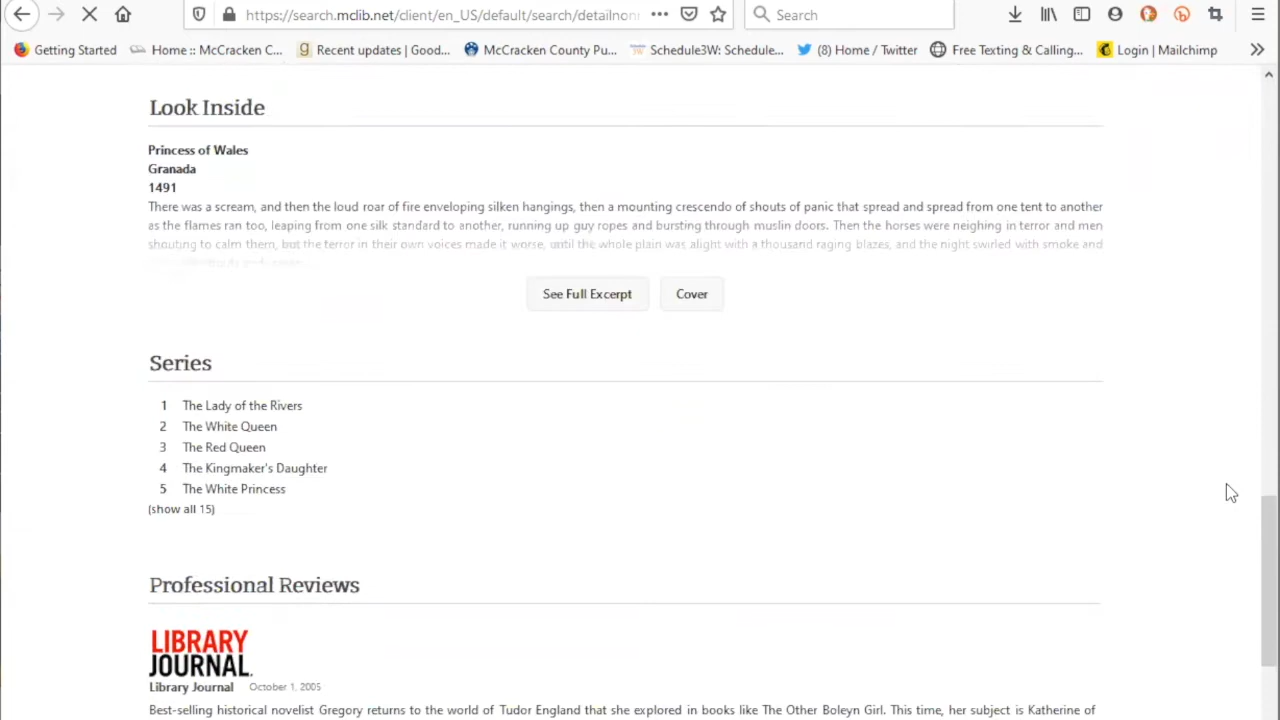 https://search.mclib.net/client/en_US/default/search/detailnon
Search
Getting Started
Home :: McCracken C...
Recent updates | Good...
McCracken County Pu...
Schedule3W: Schedule...
(8) Home / Twitter
Free Texting & Calling...
Login | Mailchimp
Look Inside
Princess of Wales
Granada
1491
There was a scream, and then the loud roar of fire enveloping silken hangings, then a mounting crescendo of shouts of panic that spread and spread from one tent to another
as the flames ran too, leaping from one silk standard to another, running up guy ropes and bursting through muslin doors. Then the horses were neighing in terror and men
shouting to calm them, but the terror in their own voices made it worse, until the whole plain was alight with a thousand raging blazes, and the night swirled with smoke and
See Full Excerpt
Cover
Series
1 The Lady of the Rivers
2 The White Queen
3 The Red Queen
4 The Kingmaker's Daughter
5 The White Princess
(show all 15)
Professional Reviews
LIBRARY
JOURNAL.
Library Journal October 1, 2005
Best-selling historical novelist Gregory returns to the world of Tudor England that she explored in books like The Other Boleyn Girl. This time, her subject is Katherine of